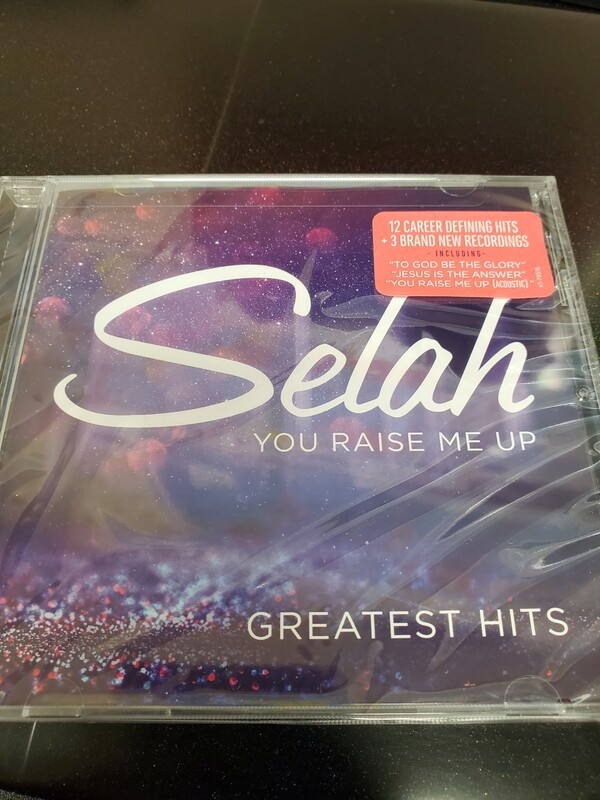 12 CAREER DEFINING HITS
+ 3 BRAND NEW RECORDINGS
- INCLUDING -
"TO GOD BE THE GLORY"
"JESUS IS THE ANSWER"
"YOU RAISE ME UP (ACOUSTIC)"
Selah
YOU RAISE ME UP
GREATEST HITS